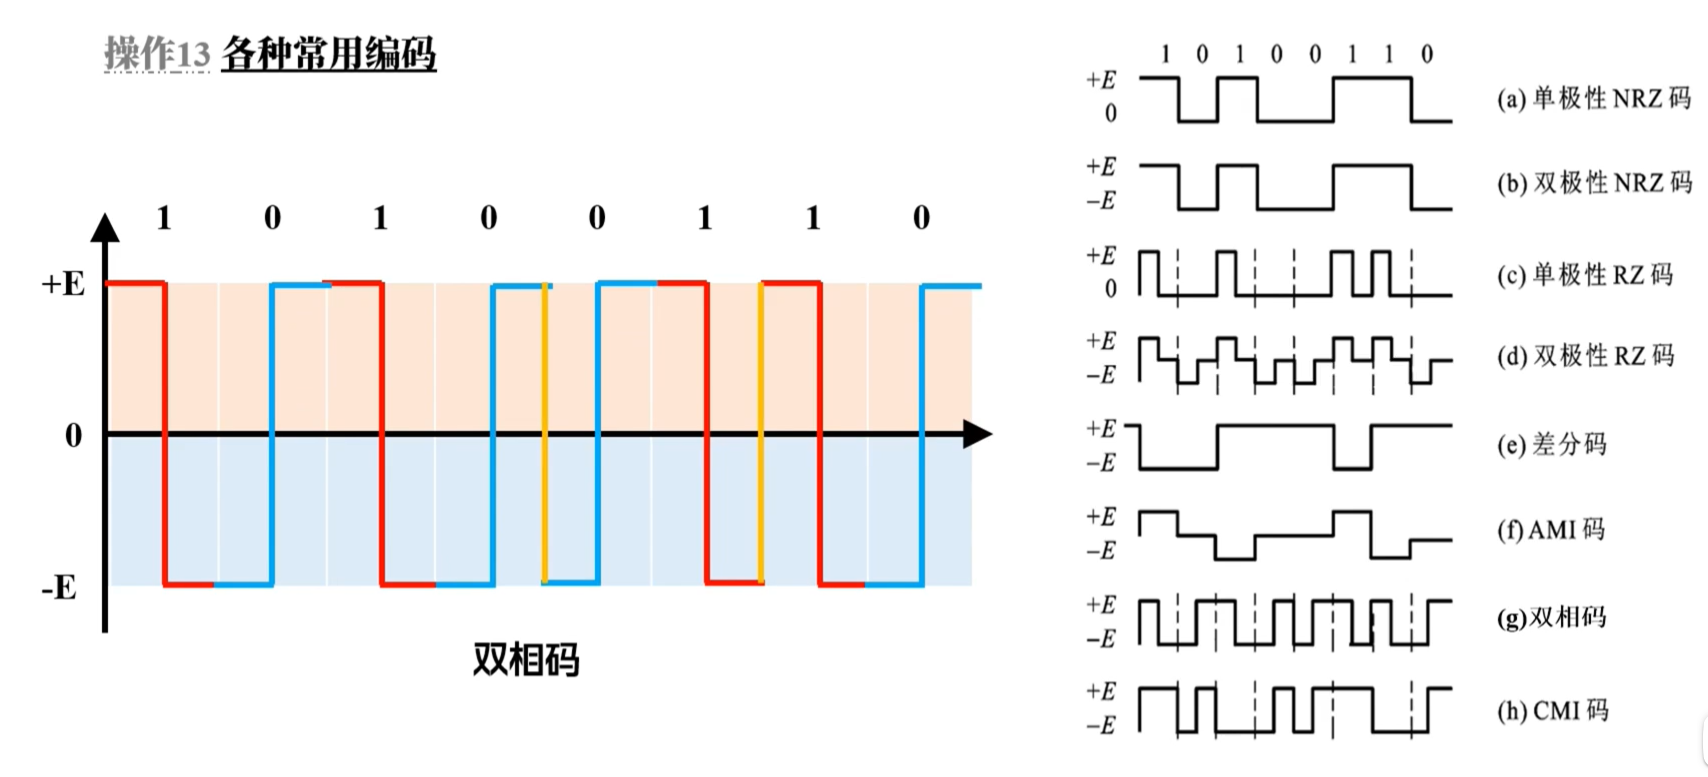 操作13 各种常用编码
1 0 1 0 0 1 1 0
+E
0
-E
双相码
1 0 1 0 0 1 1 0
+E
0
(a) 单极性 NRZ 码
+E
−E
(b) 双极性 NRZ 码
+E
0
(c) 单极性 RZ 码
+E
−E
(d) 双极性 RZ 码
+E
−E
(e) 差分码
+E
−E
(f) AMI 码
+E
−E
(g)双相码
+E
−E
(h) CMI 码